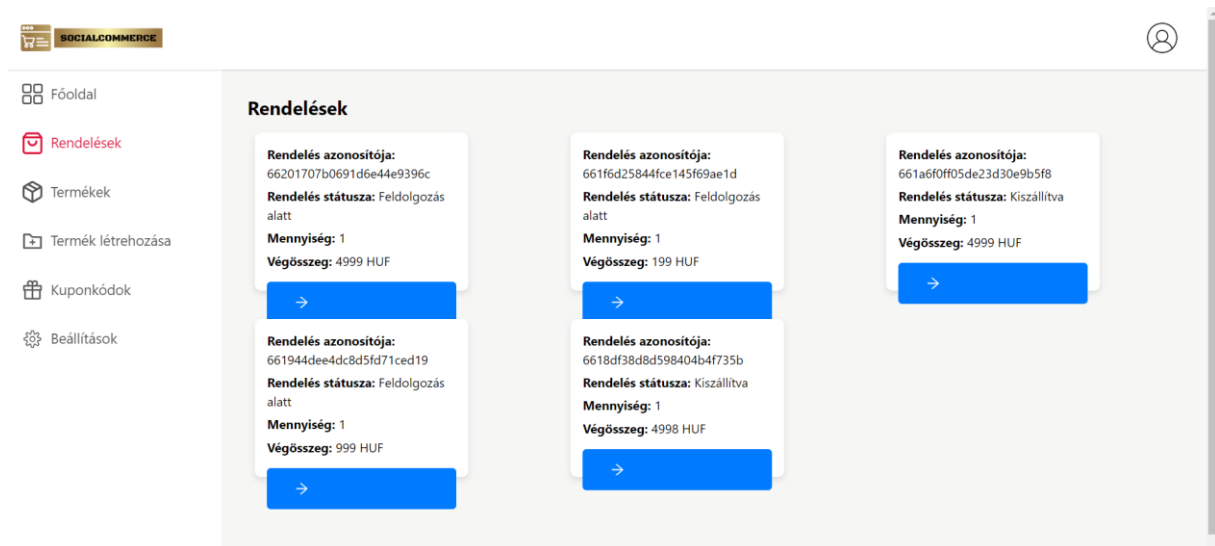 SOCIALCOMMERCE
Főoldal
Rendelések
Termékek
Termék létrehozása
Kuponkódok
Beállítások
Rendelések
Rendelés azonosítója:
66201707b0691d6e44e9396c
Rendelés státusza: Feldolgozás
alatt
Mennyiség: 1
Végösszeg: 4999 HUF
Rendelés azonosítója:
661f6d25844fce145f69ae1d
Rendelés státusza: Feldolgozás
alatt
Mennyiség: 1
Végösszeg: 199 HUF
Rendelés azonosítója:
661a6f0ff05de23d30e9b5f8
Rendelés státusza: Kiszállítva
Mennyiség: 1
Végösszeg: 4999 HUF
Rendelés azonosítója:
661944dee4dc8d5fd71ced19
Rendelés státusza: Feldolgozás
alatt
Mennyiség: 1
Végösszeg: 999 HUF
Rendelés azonosítója:
6618df38d8d598404b4f735b
Rendelés státusza: Kiszállítva
Mennyiség: 1
Végösszeg: 4998 HUF